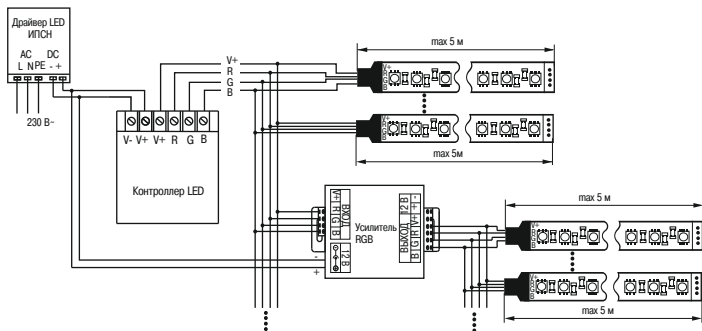 Драйвер LED
ИПСН
AC DC
L N PE - +
230 В~
V- V+ V+ R G B
Контроллер LED
V+
R
G
B
max 5 м
V+
R
G
B
V+
R
G
B
max 5м
V+ R G B
ВХОД
12 В
Усилитель
RGB
ВЫХОД 12 В
B G R V+ + -
-
+
max 5 м
V+
R
G
B
V+
R
G
B
max 5 м